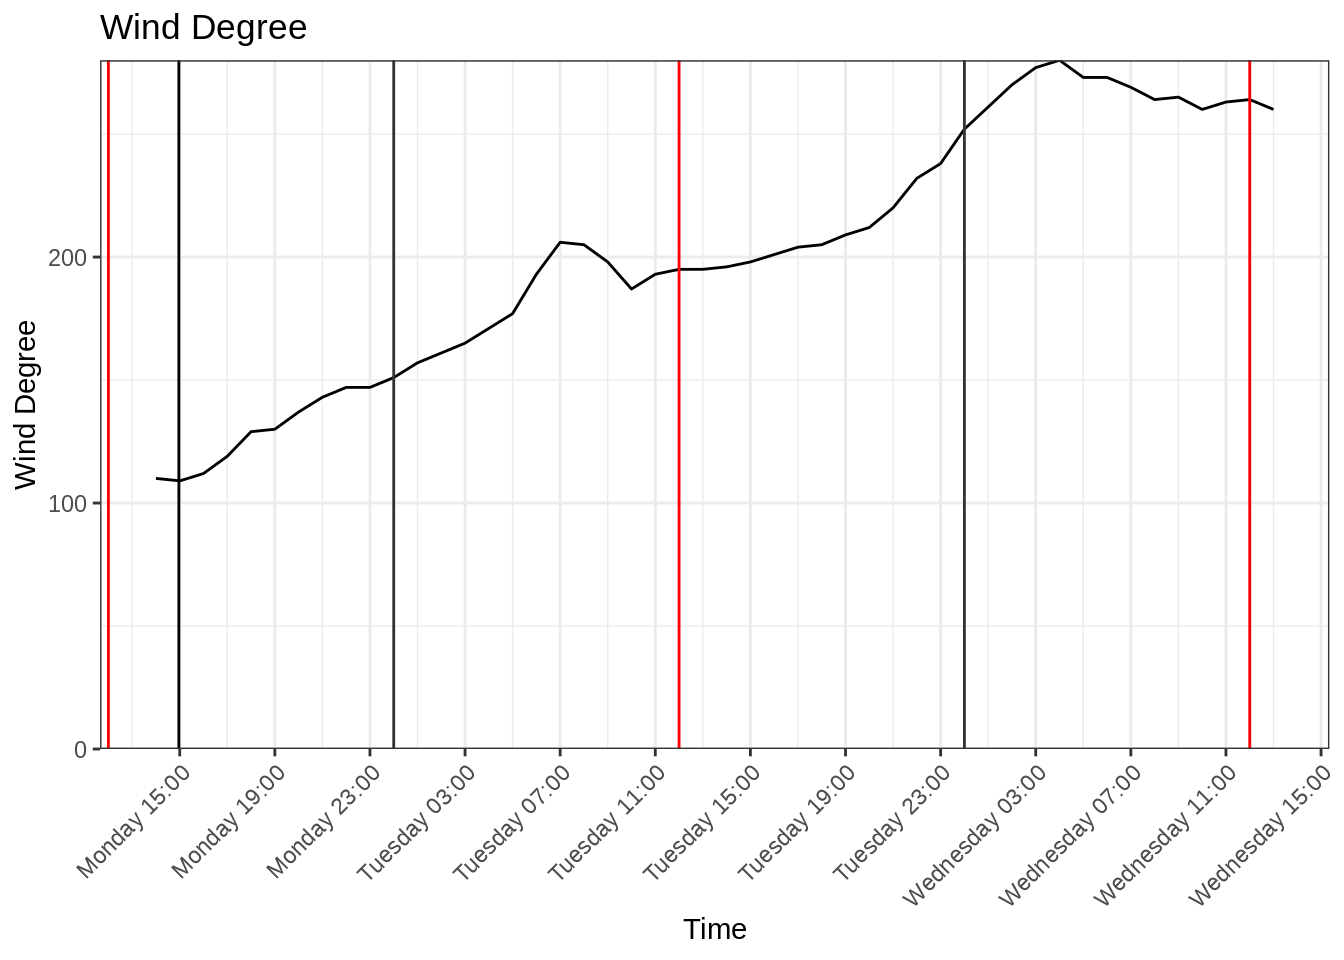 Wind Degree
Wind Degree
200
100
0
Monday 15:00
Monday 19:00
Monday 23:00
Tuesday 03:00
Tuesday 07:00
Tuesday 11:00
Tuesday 15:00
Tuesday 19:00
Tuesday 23:00
Wednesday 03:00
Wednesday 07:00
Wednesday 11:00
Wednesday 15:00
Time